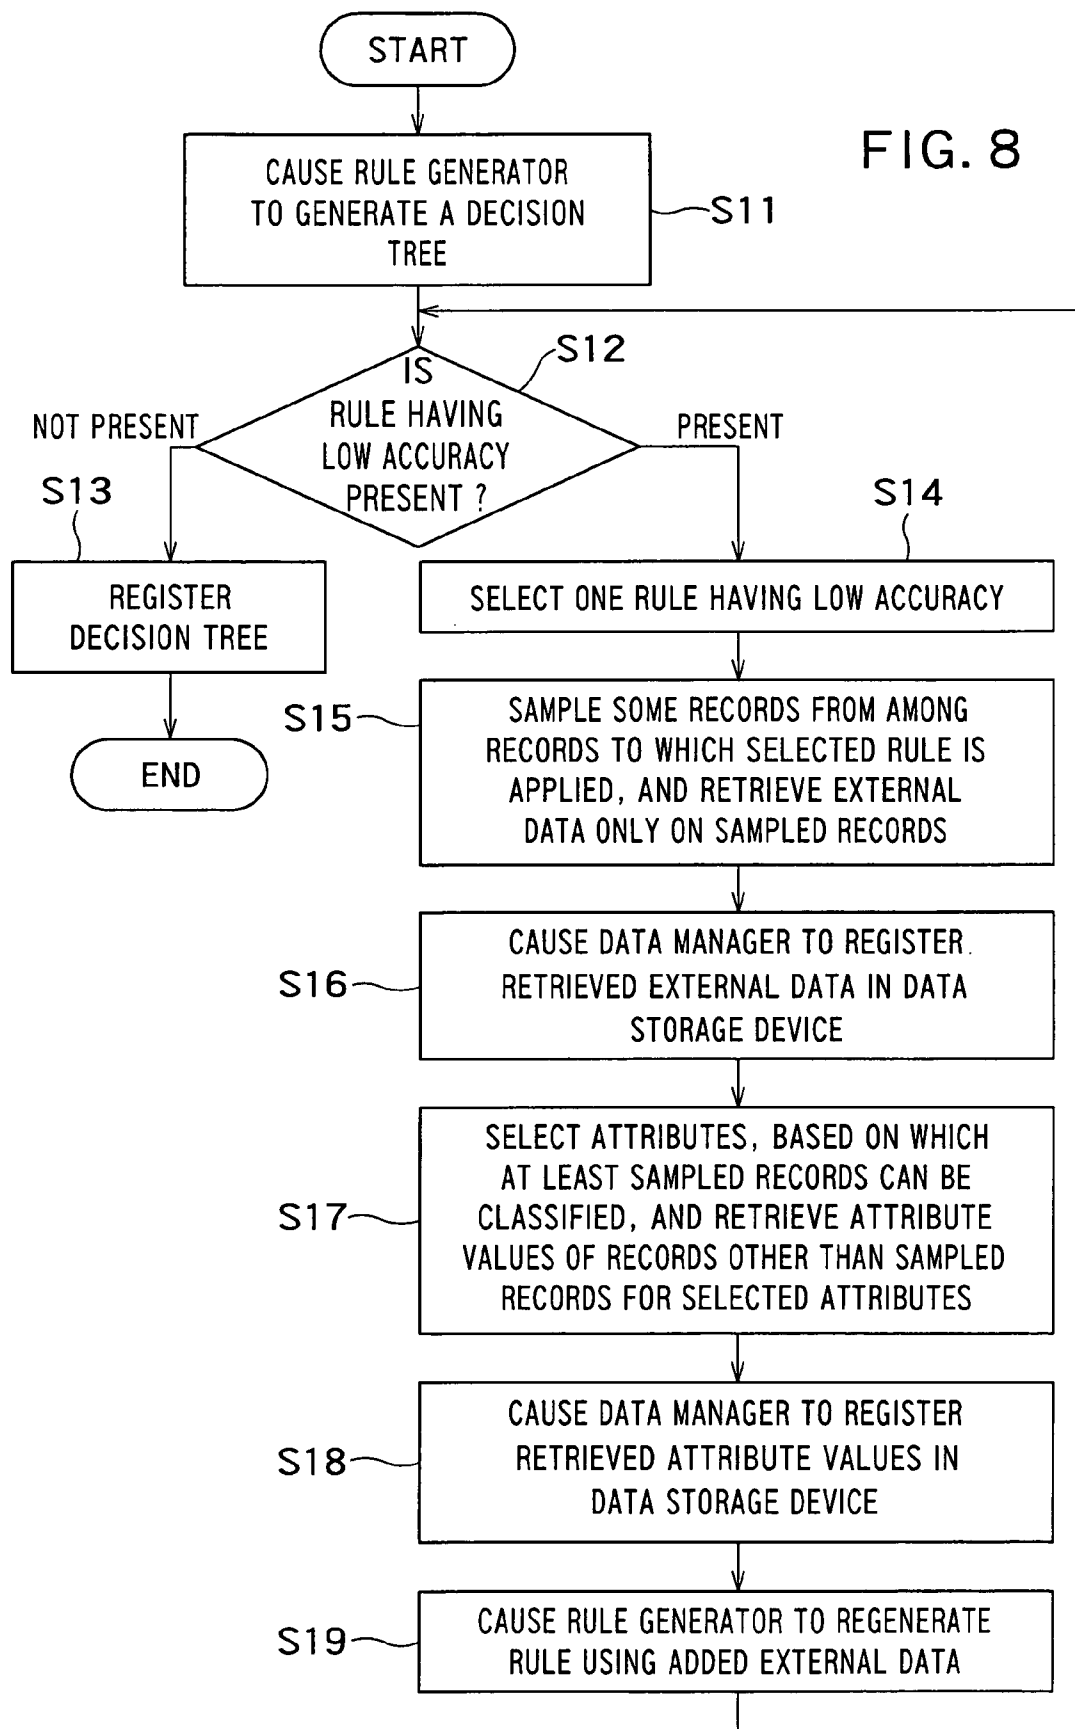 START
FIG. 8
CAUSE RULE GENERATOR
TO GENERATE A DECISION
TREE
S11
S12
IS
RULE HAVING
LOW ACCURACY
PRESENT ?
NOT PRESENT
PRESENT
S13
S14
REGISTER
DECISION TREE
SELECT ONE RULE HAVING LOW ACCURACY
END
S15
SAMPLE SOME RECORDS FROM AMONG
RECORDS TO WHICH SELECTED RULE IS
APPLIED, AND RETRIEVE EXTERNAL
DATA ONLY ON SAMPLED RECORDS
S16
CAUSE DATA MANAGER TO REGISTER
RETRIEVED EXTERNAL DATA IN DATA
STORAGE DEVICE
S17
SELECT ATTRIBUTES, BASED ON WHICH
AT LEAST SAMPLED RECORDS CAN BE
CLASSIFIED, AND RETRIEVE ATTRIBUTE
VALUES OF RECORDS OTHER THAN SAMPLED
RECORDS FOR SELECTED ATTRIBUTES
S18
CAUSE DATA MANAGER TO REGISTER
RETRIEVED ATTRIBUTE VALUES IN
DATA STORAGE DEVICE
S19
CAUSE RULE GENERATOR TO REGENERATE
RULE USING ADDED EXTERNAL DATA